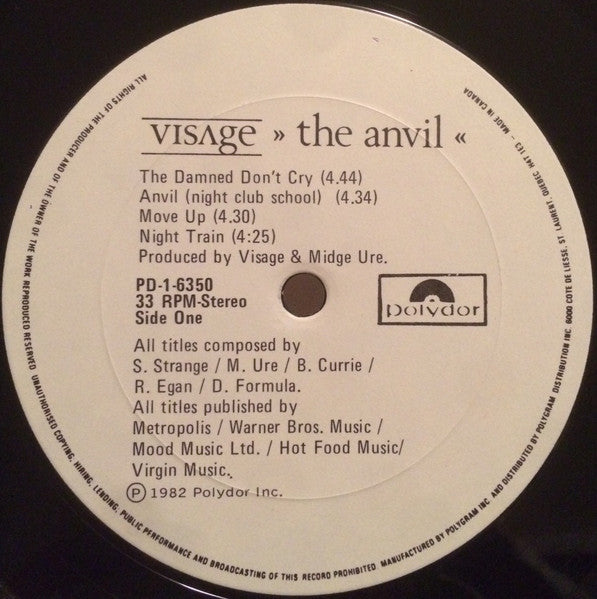 VISAGE » the anvil «
The Damned Don't Cry (4.44)
Anvil (night club school) (4.34)
Move Up (4.30)
Night Train (4:25)
Produced by Visage & Midge Ure.
PD-1-6350
33 RPM-Stereo
Side One
polydor
All titles composed by
S. Strange / M. Ure / B. Currie /
R. Egan / D. Formula.
All titles published by
Metropolis / Warner Bros. Music /
Mood Music Ltd. / Hot Food Music/
Virgin Music.
Ⓟ 1982 Polydor Inc.
ALL RIGHTS OF THE PRODUCER AND OF THE OWNER OF THE WORK REPRODUCED RESERVED. UNAUTHORISED COPYING, HIRING, LENDING, PUBLIC PERFORMANCE AND BROADCASTING OF THIS RECORD PROHIBITED. MANUFACTURED BY POLYGRAM INC. AND DISTRIBUTED BY POLYGRAM DISTRIBUTION INC. 6000 COTE DE LIESSE, ST LAURENT, QUEBEC H4T 1E3 - MADE IN CANADA